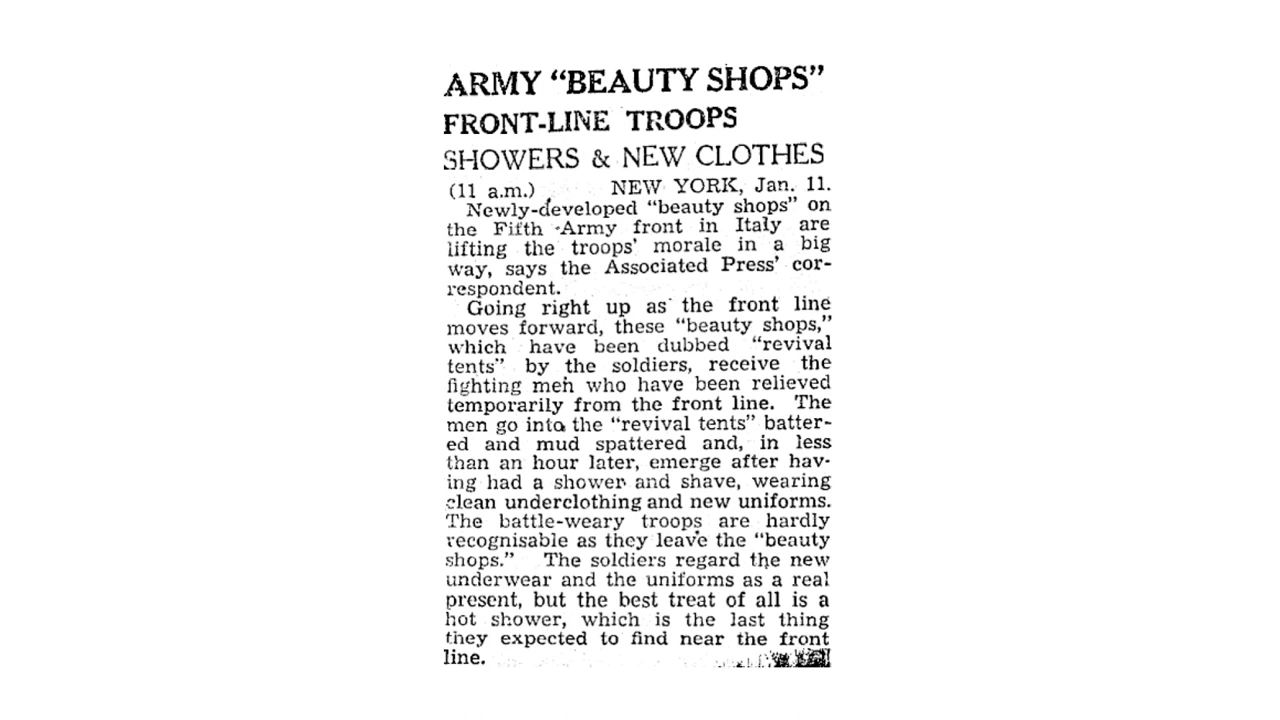 ARMY “BEAUTY SHOPS”
FRONT-LINE TROOPS
SHOWERS & NEW CLOTHES
(11 a.m.) NEW YORK, Jan. 11.
Newly-developed “beauty shops” on
the Fifth Army front in Italy are
lifting the troops’ morale in a big
way, says the Associated Press’ cor-
respondent.
Going right up as the front line
moves forward, these “beauty shops,”
which have been dubbed “revival
tents” by the soldiers, receive the
fighting men who have been relieved
temporarily from the front line. The
men go into the “revival tents” batter-
ed and mud spattered and, in less
than an hour later, emerge after hav-
ing had a shower and shave, wearing
clean underclothing and new uniforms.
The battle-weary troops are hardly
recognisable as they leave the “beauty
shops.” The soldiers regard the new
underwear and the uniforms as a real
present, but the best treat of all is a
hot shower, which is the last thing
they expected to find near the front
line.